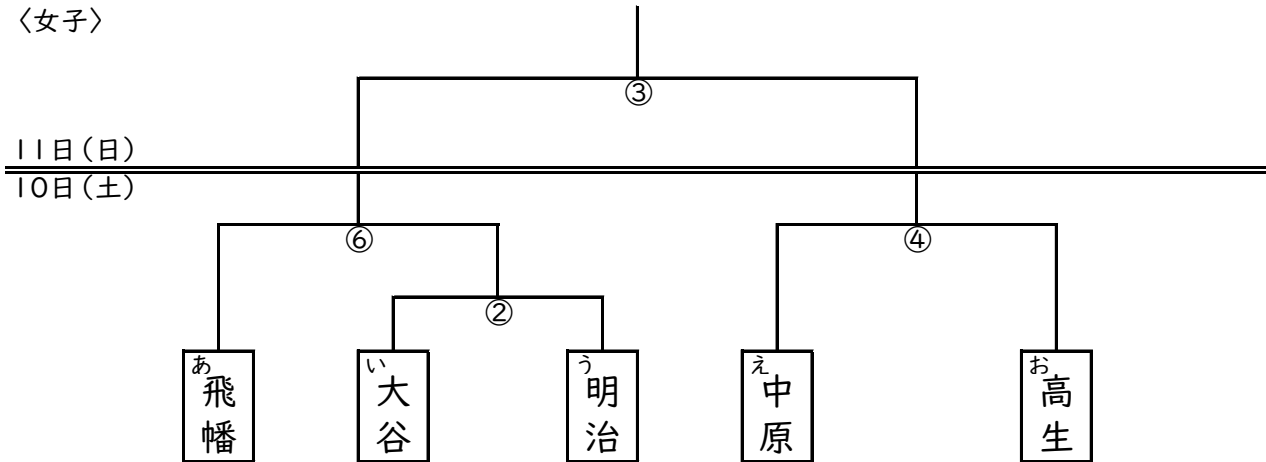 〈女子〉
③
11日(日)
10日(土)
⑥
④
②
あ
飛幡
い
大谷
う
明治
え
中原
お
高生